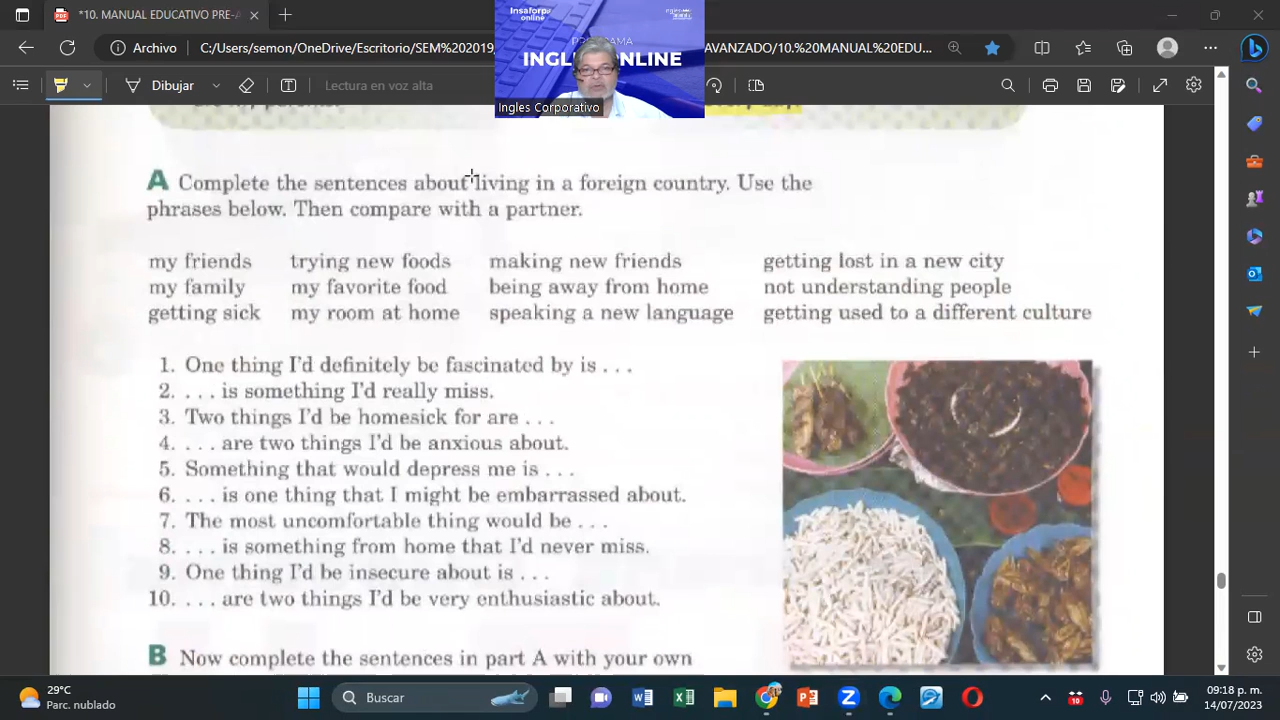 *10. MANUAL EDUCATIVO PRE-
Archivo
C:/Users/semon/OneDrive/Escritorio/SEM%202019,
AVANZADO/10.%20MANUAL%20EDU...
Dibujar
Lectura en voz alta
Insaforp
online
INGL
ONLINE
Ingles Corporativo
A Complete the sentences about living in a foreign country. Use the
phrases below. Then compare with a partner.
my friends trying new foods making new friends getting lost in a new city
my family my favorite food being away from home not understanding people
getting sick my room at home speaking a new language getting used to a different culture
1. One thing I'd definitely be fascinated by is . . .
2. . . . is something I'd really miss.
3. Two things I'd be homesick for are . . .
4. . . . are two things I'd be anxious about.
5. Something that would depress me is . . .
6. . . . is one thing that I might be embarrassed about.
7. The most uncomfortable thing would be . . .
8. . . . is something from home that I'd never miss.
9. One thing I'd be insecure about is . . .
10. . . . are two things I'd be very enthusiastic about.
B Now complete the sentences in part A with your own
29°C
Parc. nublado
Buscar
10
09:18 p. m.
14/07/2023